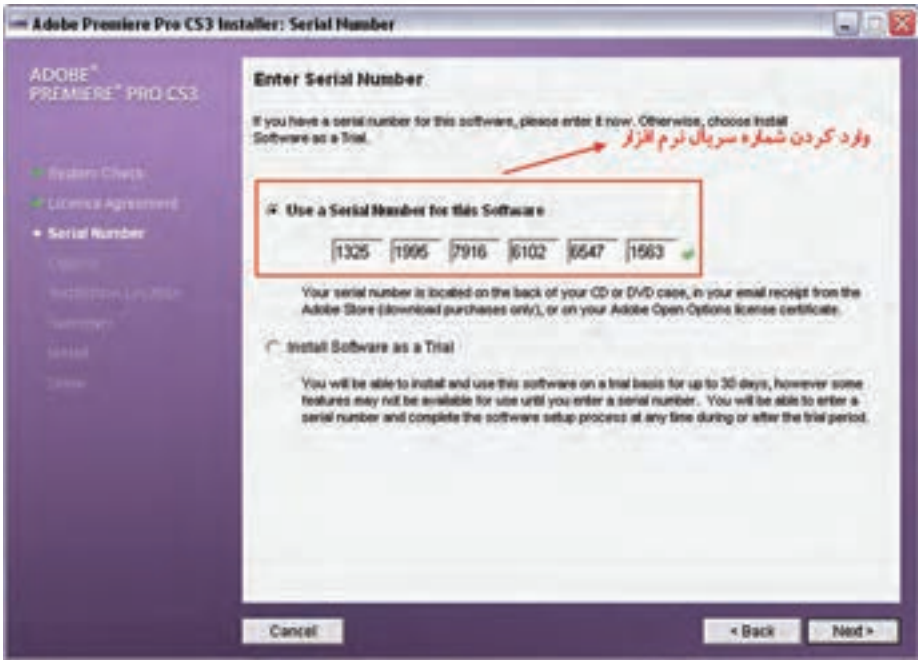 Adobe Premiere Pro CS3 Installer: Serial Number
ADOBE®
PREMIERE® PRO CS3
System Check
License Agreement
Serial Number
Enter Serial Number
If you have a serial number for this software, please enter it now. Otherwise, choose Install
Software as a Trial.
وارد کردن شماره سریال نرم افزار
Use a Serial Number for this Software
1325 1995 7916 6102 6547 1563
Your serial number is located on the back of your CD or DVD case, in your email receipt from the
Adobe Store (download purchases only), or on your Adobe Open Options license certificate.
Install Software as a Trial
You will be able to install and use this software on a trial basis for up to 30 days, however some
features may not be available for use until you enter a serial number. You will be able to enter a
serial number and complete the software setup process at any time during or after the trial period.
Cancel
< Back
Next >